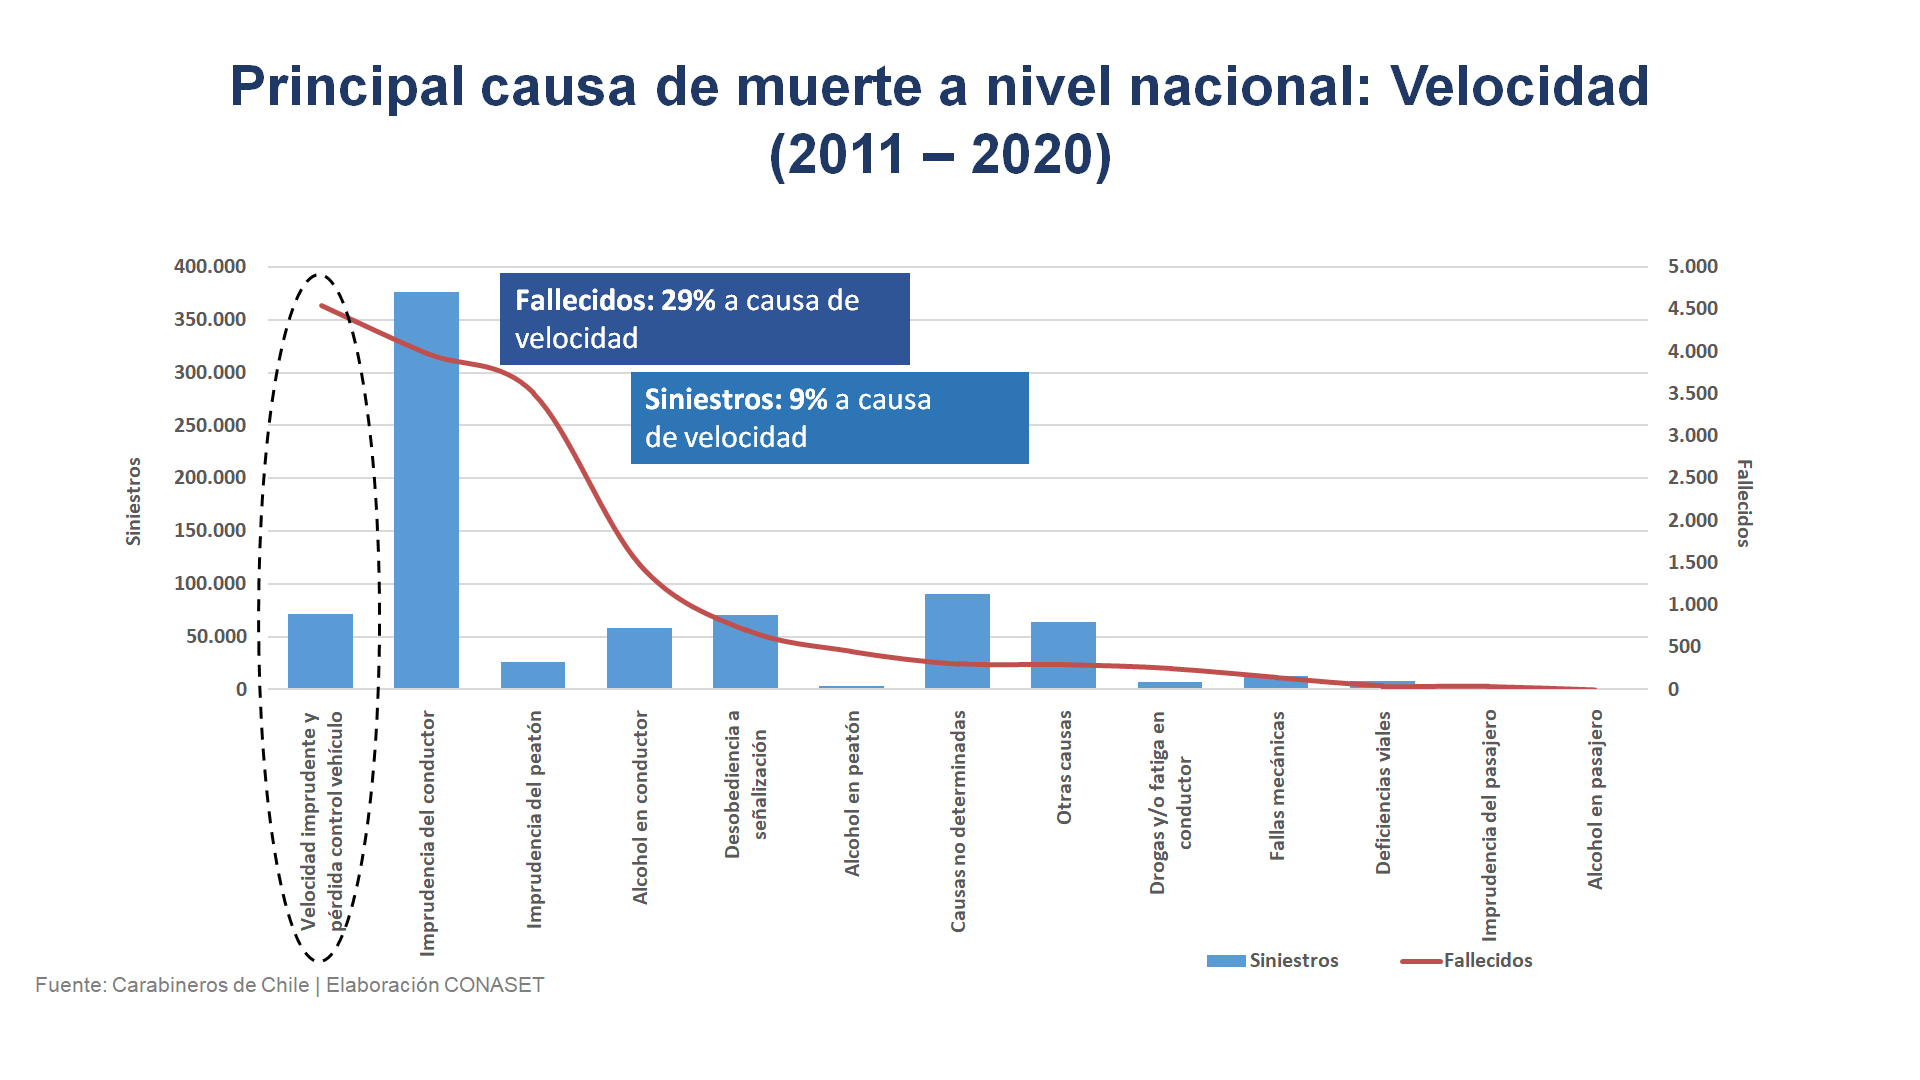 Principal causa de muerte a nivel nacional: Velocidad
(2011 – 2020)
400.000
350.000
300.000
250.000
200.000
150.000
100.000
50.000
0
Siniestros
Fallecidos: 29% a causa de
velocidad
Siniestros: 9% a causa
de velocidad
5.000
4.500
4.000
3.500
3.000
2.500
2.000
1.500
1.000
500
0
Fallecidos
Velocidad imprudente y
pérdida control vehículo
Imprudencia del conductor
Imprudencia del peatón
Alcohol en conductor
Desobediencia a
señalización
Alcohol en peatón
Causas no determinadas
Otras causas
Drogas y/o fatiga en
conductor
Fallas mecánicas
Deficiencias viales
Imprudencia del pasajero
Alcohol en pasajero
Siniestros
Fallecidos
Fuente: Carabineros de Chile | Elaboración CONASET